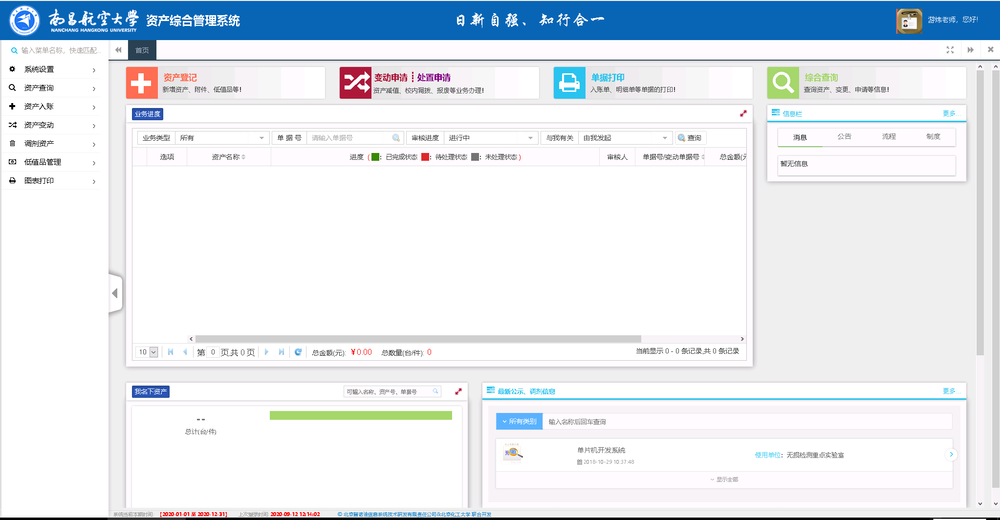 南昌航空大学
NANCHANG HANGKONG UNIVERSITY
资产综合管理系统
日新自强、知行合一
游炜老师，您好!
输入菜单名称，快速匹配...
首页
系统设置
资产查询
资产入账
资产变动
调剂资产
低值品管理
图表打印
资产登记
新增资产、附件、低值品等!
变动申请 处置申请
资产减值、校内调拨、报废等业务办理!
单据打印
入账单、明细单等单据的打印!
综合查询
查询资产、变更、申请等信息!
业务进度
业务类型 所有 单 据 号 请输入单据号 审核进度 进行中 与我有关 由我发起 查询
选项 资产名称 进度 ( : 已完成状态 : 待处理状态 : 未处理状态 ) 审核人 单据号/变动单据号 总金额(元
10 第 0 页,共 0 页 总金额(元): ￥0.00 总数量(台/件): 0 当前显示 0 - 0 条记录,共 0 条记录
信息栏 更多...
消息 公告 流程 制度
暂无信息
我名下资产 可输入名称、资产号、单据号
--
总计(台/件)
最新公示、调剂信息 更多...
所有类别 输入名称后回车查询
无图
单片机开发系统
2018-10-29 10:37:48
使用单位：无损检测重点实验室
显示全部
系统当前本期时间: 【2020-01-01 至 2020-12-31】 上次登录时间: 2020-09-12 12:14:02 © 北京普诺迪信息系统技术研发有限责任公司&北京化工大学 联合开发